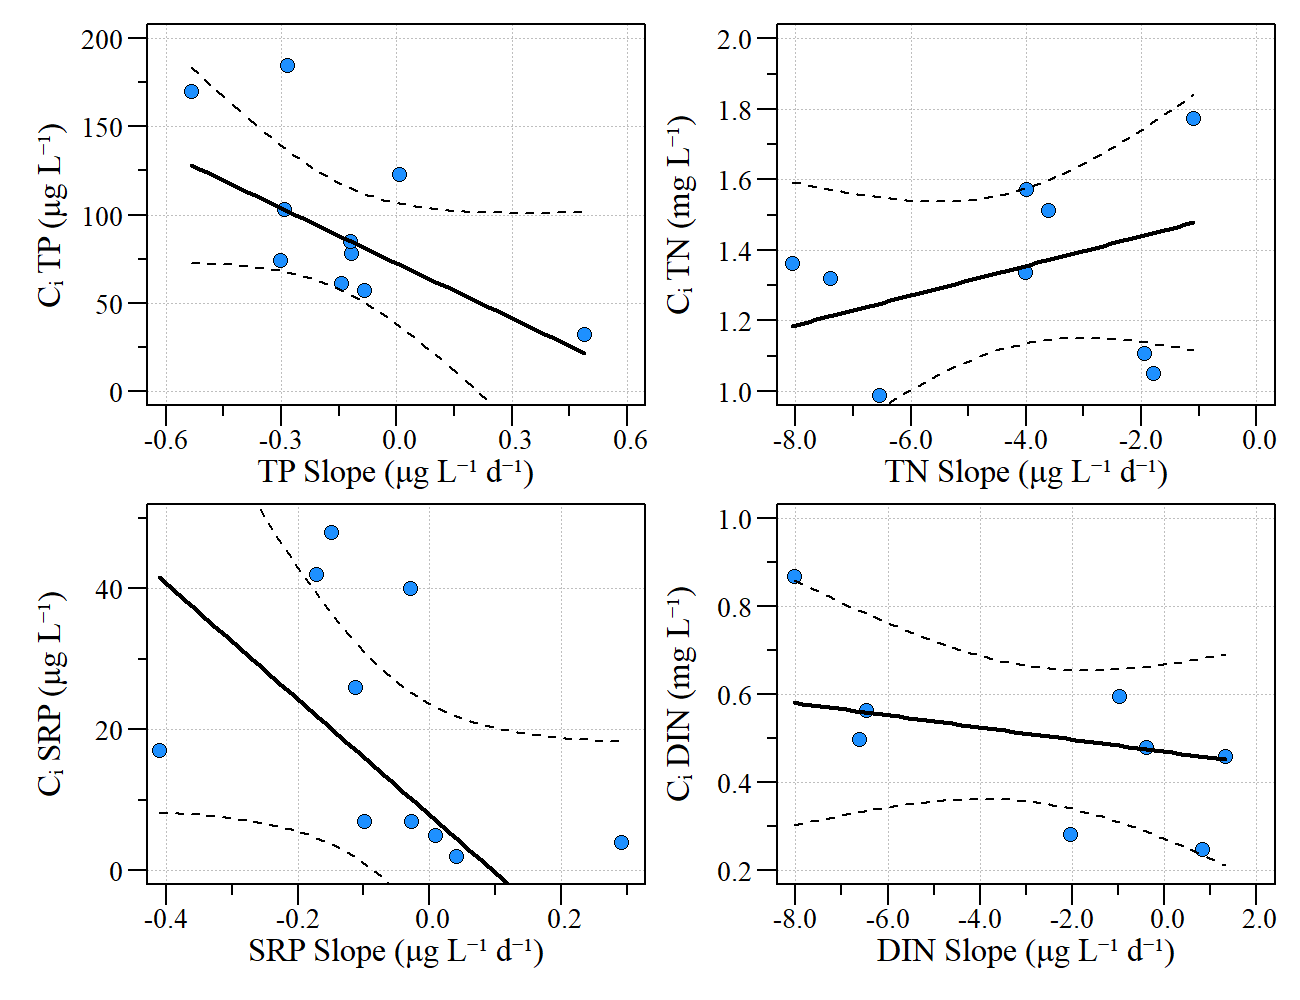 200
150
100
50
0
Cᵢ TP (μg L⁻¹)
-0.6 -0.3 0.0 0.3 0.6
TP Slope (μg L⁻¹ d⁻¹)
2.0
1.8
1.6
1.4
1.2
1.0
Cᵢ TN (mg L⁻¹)
-8.0 -6.0 -4.0 -2.0 0.0
TN Slope (μg L⁻¹ d⁻¹)
40
20
0
Cᵢ SRP (μg L⁻¹)
-0.4 -0.2 0.0 0.2
SRP Slope (μg L⁻¹ d⁻¹)
1.0
0.8
0.6
0.4
0.2
Cᵢ DIN (mg L⁻¹)
-8.0 -6.0 -4.0 -2.0 0.0 2.0
DIN Slope (μg L⁻¹ d⁻¹)